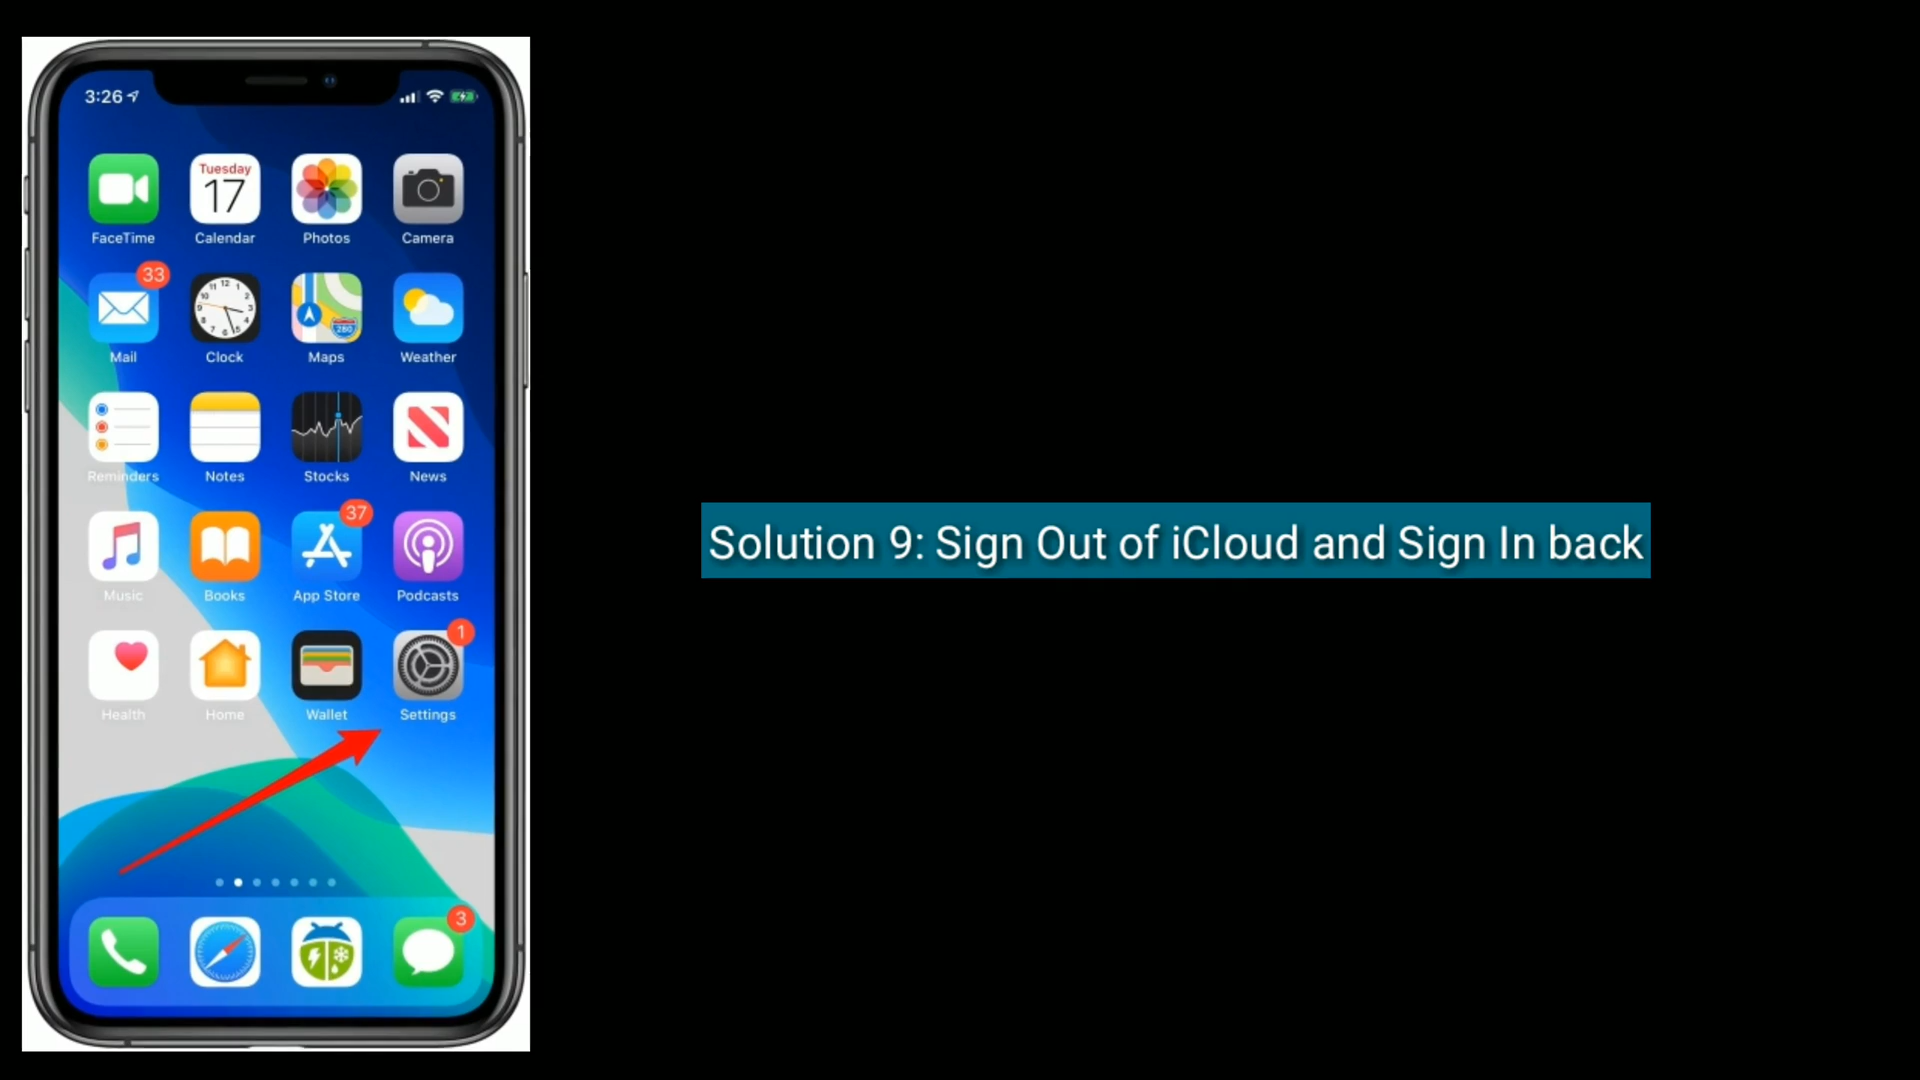 3:26
Tuesday
17
FaceTime Calendar Photos Camera
33
280
Mail Clock Maps Weather
Reminders Notes Stocks News
37
Music Books App Store Podcasts
1
Health Home Wallet Settings
3
Solution 9: Sign Out of iCloud and Sign In back